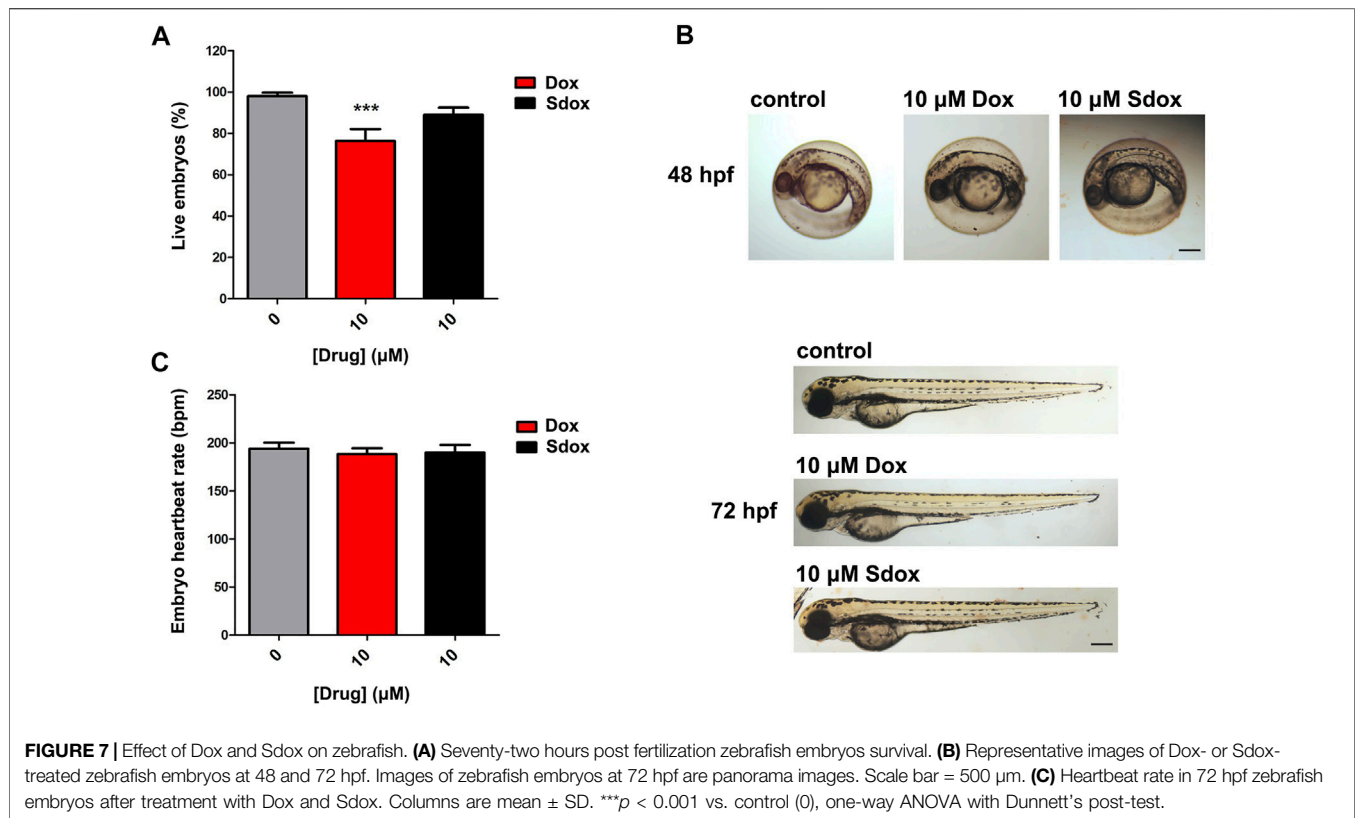 A
120
100
80
60
40
20
0
Live embryos (%)
***
Dox
Sdox
0
10
10
[Drug] (µM)
B
control
10 µM Dox
10 µM Sdox
48 hpf
C
250
200
150
100
50
0
Embryo heartbeat rate (bpm)
Dox
Sdox
0
10
10
[Drug] (µM)
control
10 µM Dox
72 hpf
10 µM Sdox
FIGURE 7 | Effect of Dox and Sdox on zebrafish. (A) Seventy-two hours post fertilization zebrafish embryos survival. (B) Representative images of Dox- or Sdox-
treated zebrafish embryos at 48 and 72 hpf. Images of zebrafish embryos at 72 hpf are panorama images. Scale bar = 500 µm. (C) Heartbeat rate in 72 hpf zebrafish
embryos after treatment with Dox and Sdox. Columns are mean ± SD. ***p < 0.001 vs. control (0), one-way ANOVA with Dunnett’s post-test.